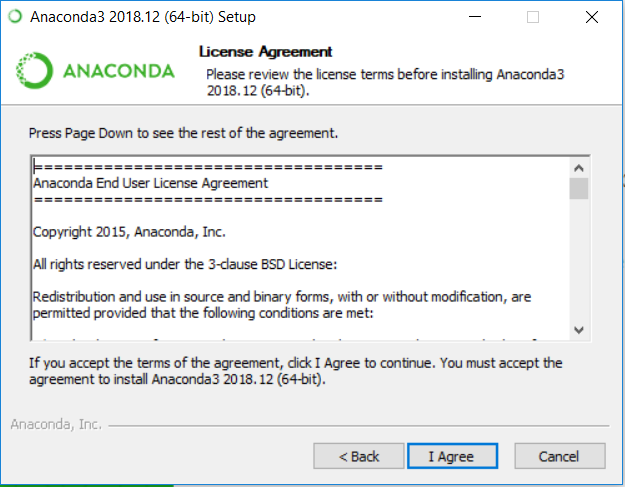 Anaconda3 2018.12 (64-bit) Setup
ANACONDA
License Agreement
Please review the license terms before installing Anaconda3
2018.12 (64-bit).
Press Page Down to see the rest of the agreement.
===================================
Anaconda End User License Agreement
===================================
Copyright 2015, Anaconda, Inc.
All rights reserved under the 3-clause BSD License:
Redistribution and use in source and binary forms, with or without modification, are
permitted provided that the following conditions are met:
If you accept the terms of the agreement, click I Agree to continue. You must accept the
agreement to install Anaconda3 2018.12 (64-bit).
Anaconda, Inc.
< Back
I Agree
Cancel